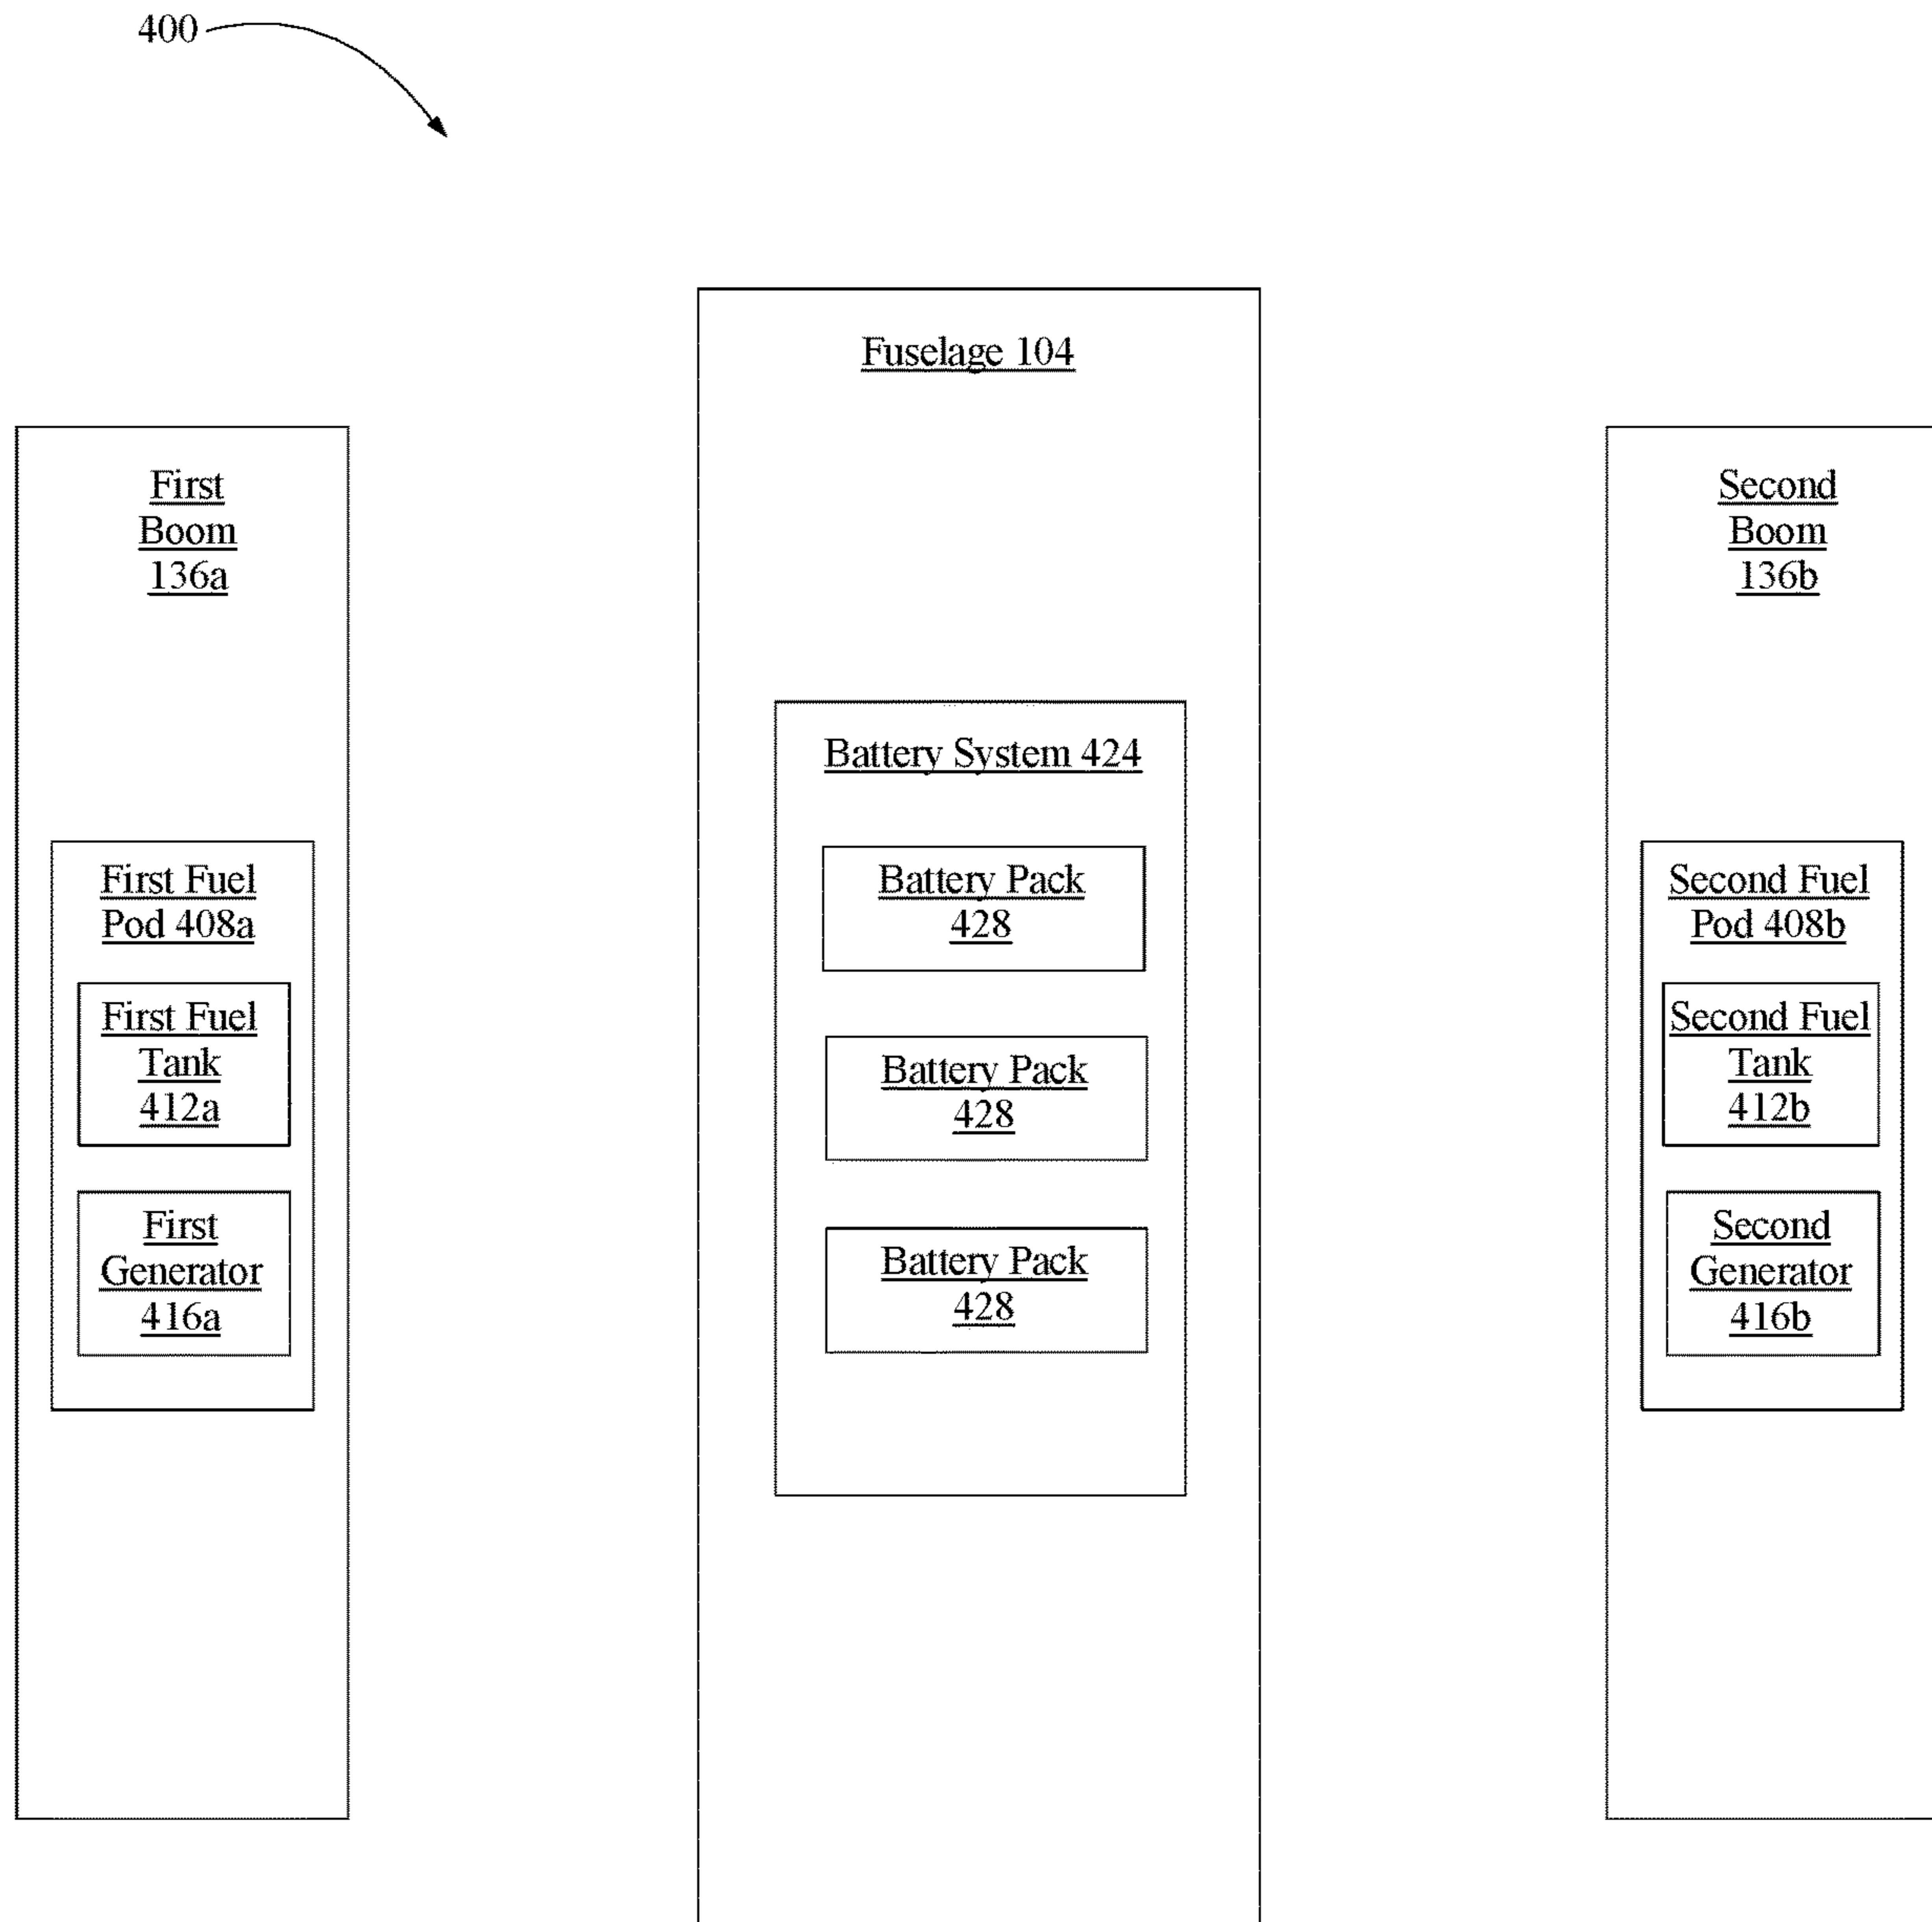 400
Fuselage 104
First
Boom
136a
Second
Boom
136b
Battery System 424
First Fuel
Pod 408a
First Fuel
Tank
412a
First
Generator
416a
Battery Pack
428
Battery Pack
428
Battery Pack
428
Second Fuel
Pod 408b
Second Fuel
Tank
412b
Second
Generator
416b